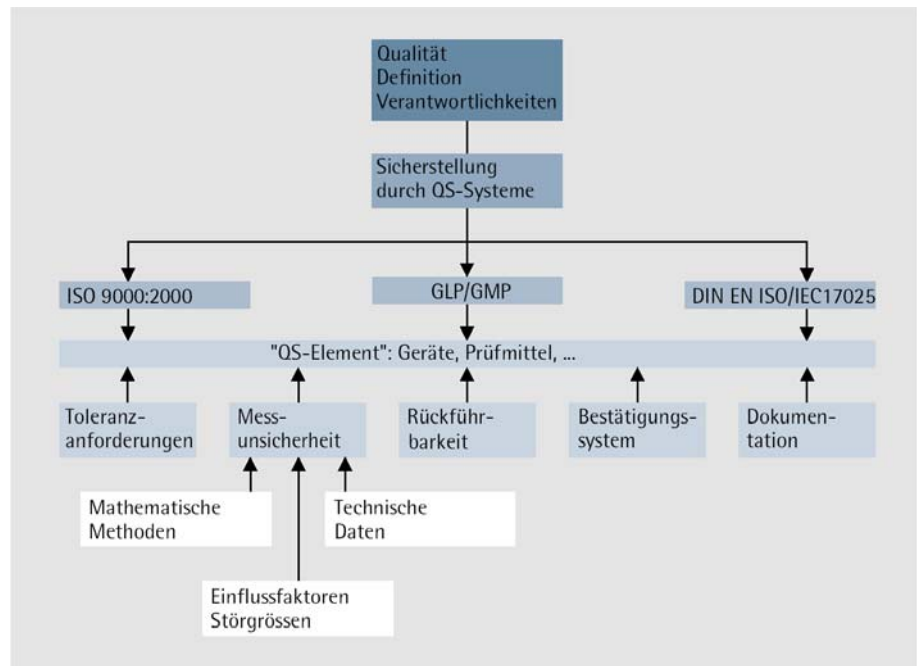 Qualität
Definition
Verantwortlichkeiten
Sicherstellung
durch QS-Systeme
ISO 9000:2000
GLP/GMP
DIN EN ISO/IEC17025
"QS-Element": Geräte, Prüfmittel, ...
Toleranz-
anforderungen
Mess-
unsicherheit
Rückführ-
barkeit
Bestätigungs-
system
Dokumen-
tation
Mathematische
Methoden
Technische
Daten
Einflussfaktoren
Störgrössen